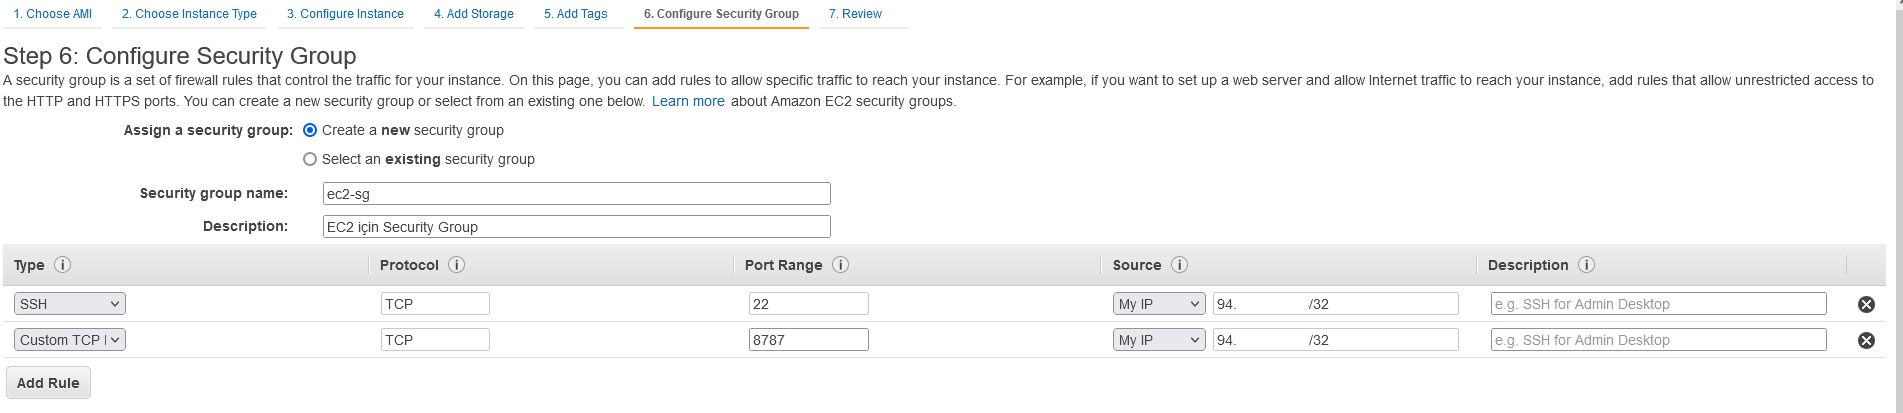 1. Choose AMI 2. Choose Instance Type 3. Configure Instance 4. Add Storage 5. Add Tags 6. Configure Security Group 7. Review
Step 6: Configure Security Group
A security group is a set of firewall rules that control the traffic for your instance. On this page, you can add rules to allow specific traffic to reach your instance. For example, if you want to set up a web server and allow Internet traffic to reach your instance, add rules that allow unrestricted access to
the HTTP and HTTPS ports. You can create a new security group or select from an existing one below. Learn more about Amazon EC2 security groups.
Assign a security group: Create a new security group
Select an existing security group
Security group name: ec2-sg
Description: EC2 için Security Group
Type i Protocol i Port Range i Source i Description i
SSH TCP 22 My IP 94. /32 e.g. SSH for Admin Desktop
Custom TCP TCP 8787 My IP 94. /32 e.g. SSH for Admin Desktop
Add Rule